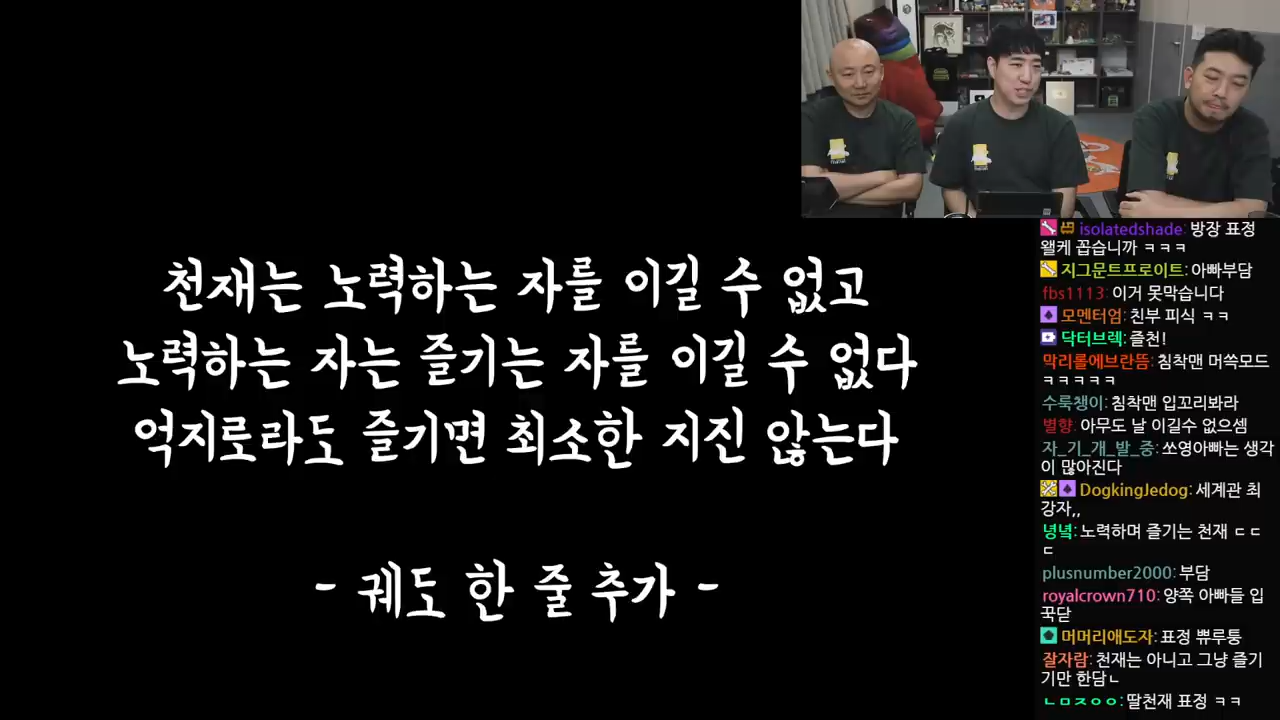 천재는 노력하는 자를 이길 수 없고
노력하는 자는 즐기는 자를 이길 수 없다
억지로라도 즐기면 최소한 지진 않는다
- 궤도 한 줄 추가 -
isolatedshade: 방장 표정
왤케 꼽습니까 ㅋㅋㅋ
지그문트프로이트: 아빠부담
fbs1113: 이거 못막습니다
모멘터엄: 친부 피식 ㅋㅋ
닥터브렉: 즐천!
막리롤에브란뜸: 침착맨 머쓱모드
ㅋㅋㅋㅋㅋ
수룩챙이: 침착맨 입꼬리봐라
별향: 아무도 날 이길수 없으셈
자_기_개_발_중: 쏘영아빠는 생각
이 많아진다
DogkingJedog: 세계관 최
강자,,
녕녘: 노력하며 즐기는 천재 ㄷㄷ
ㄷ
plusnumber2000: 부담
royalcrown710: 양쪽 아빠들 입
꾹닫
머머리애도자: 표정 쀼루퉁
잘자람: 천재는 아니고 그냥 즐기
기만 한담ㄴ
ㄴㅁㅈㅇㅇ: 딸천재 표정 ㅋㅋ